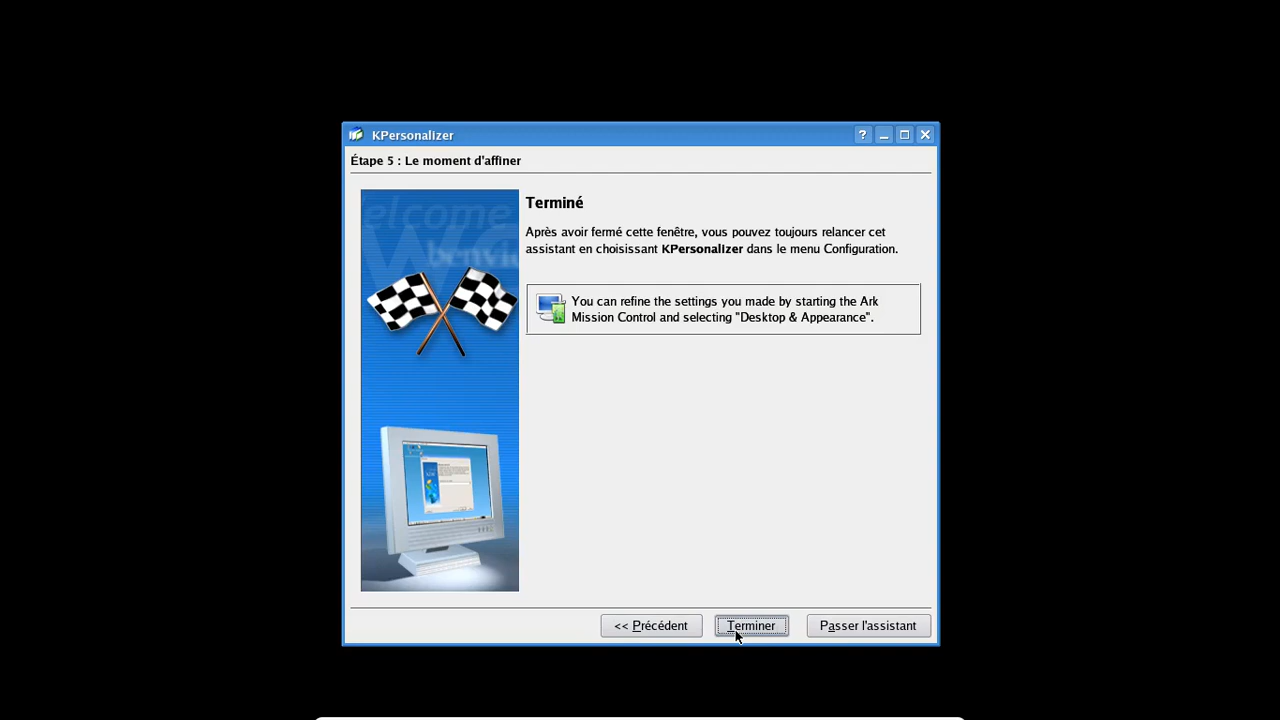 KPersonalizer
Étape 5 : Le moment d'affiner
elcome
Terminé
Après avoir fermé cette fenêtre, vous pouvez toujours relancer cet
assistant en choisissant KPersonalizer dans le menu Configuration.
You can refine the settings you made by starting the Ark
Mission Control and selecting "Desktop & Appearance".
<< Précédent
Terminer
Passer l'assistant